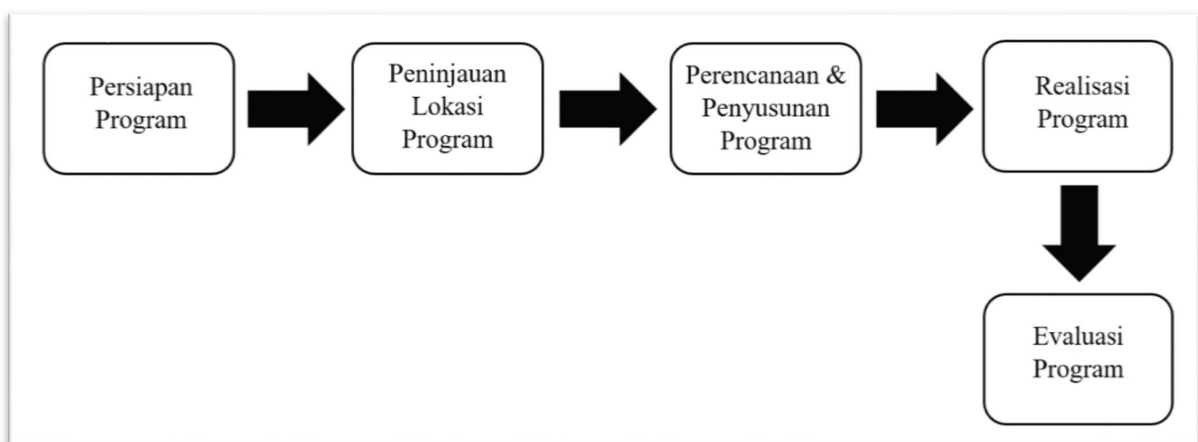 Persiapan
Program
Peninjauan
Lokasi
Program
Perencanaan &
Penyusunan
Program
Realisasi
Program
Evaluasi
Program